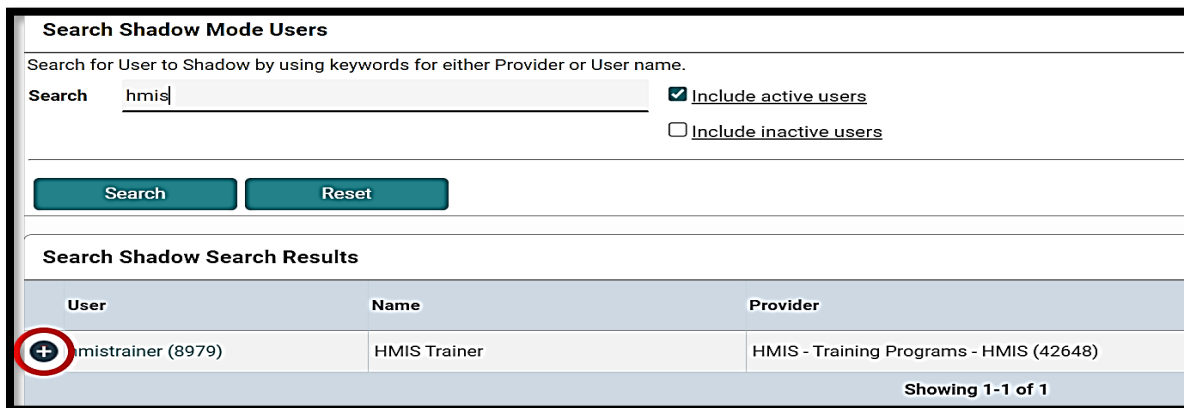 Search Shadow Mode Users
Search for User to Shadow by using keywords for either Provider or User name.
Search hmis Include active users
Include inactive users
Search Reset
Search Shadow Search Results
User Name Provider
hmistrainer (8979) HMIS Trainer HMIS - Training Programs - HMIS (42648)
Showing 1-1 of 1